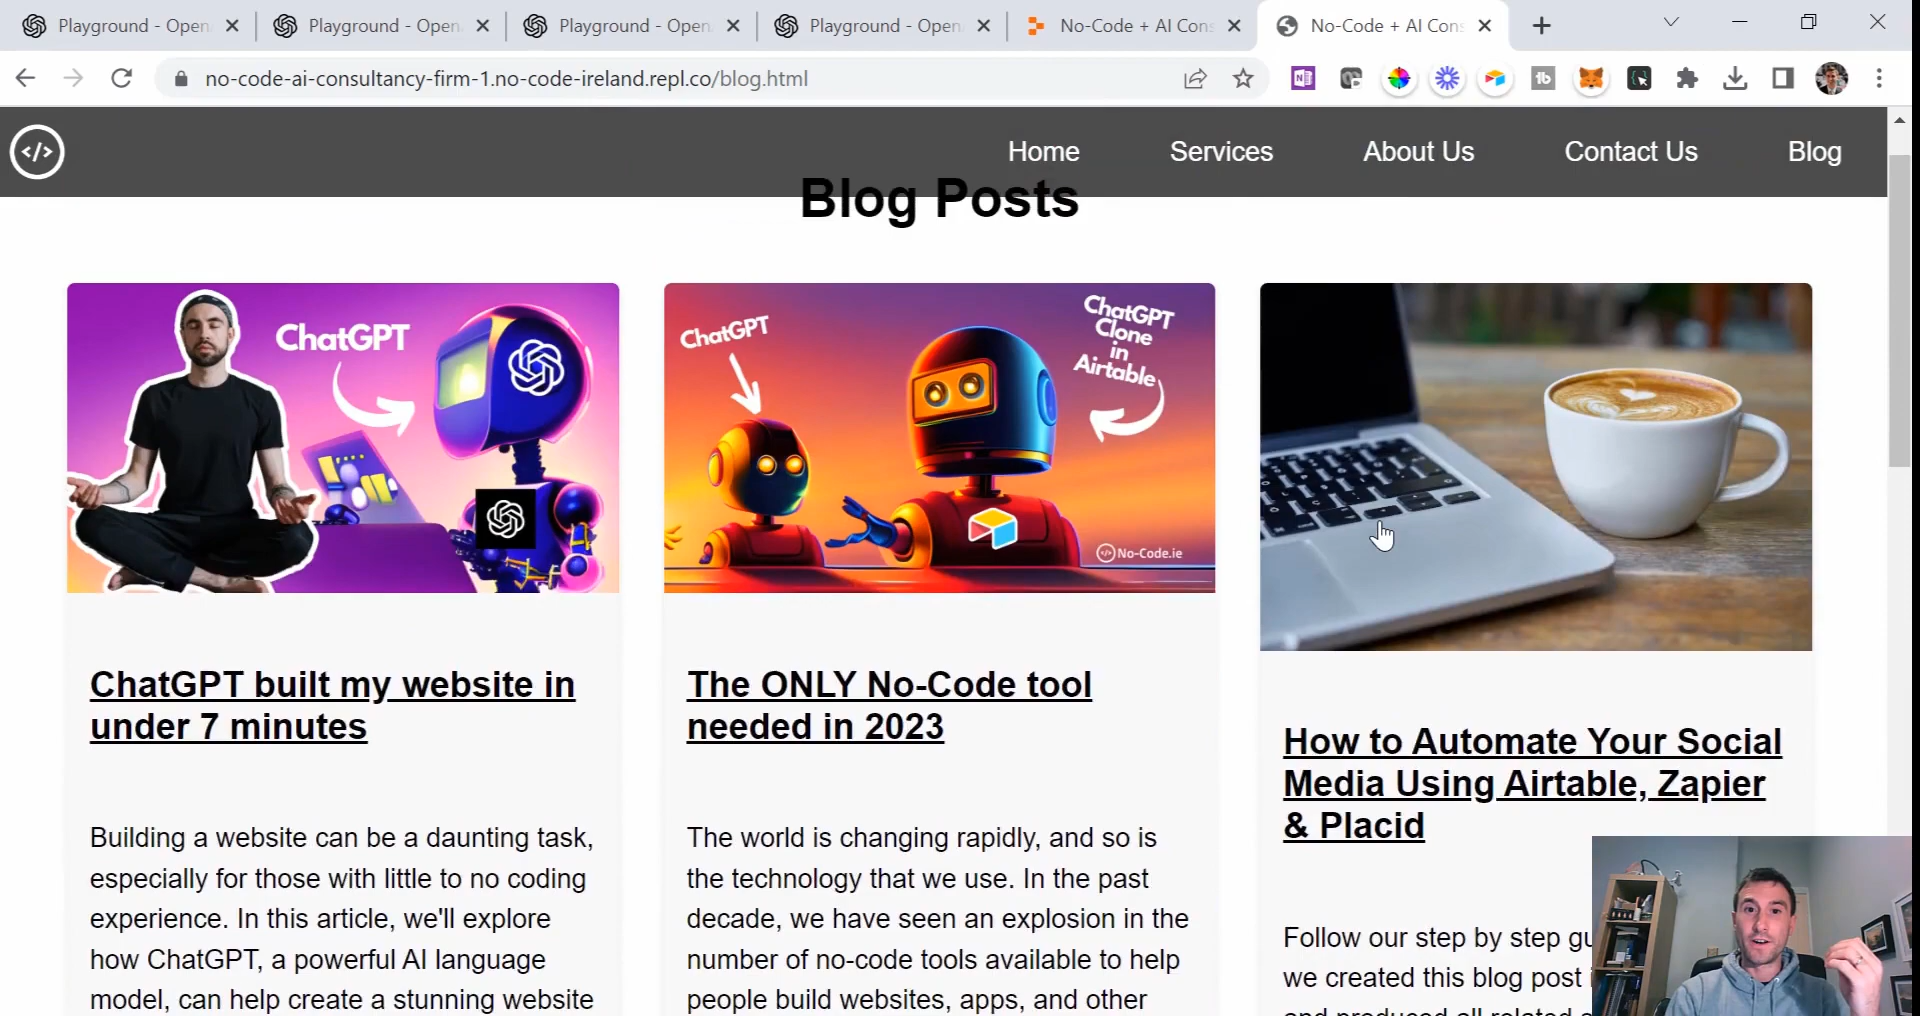 Playground - Open
Playground - Open
Playground - Open
Playground - Open
No-Code + AI Cons
No-Code + AI Cons
no-code-ai-consultancy-firm-1.no-code-ireland.repl.co/blog.html
</>
Home
Services
About Us
Contact Us
Blog
Blog Posts
ChatGPT
ChatGPT
ChatGPT
Clone
in
Airtable
</> No-Code.ie
ChatGPT built my website in
under 7 minutes
Building a website can be a daunting task,
especially for those with little to no coding
experience. In this article, we'll explore
how ChatGPT, a powerful AI language
model, can help create a stunning website
The ONLY No-Code tool
needed in 2023
The world is changing rapidly, and so is
the technology that we use. In the past
decade, we have seen an explosion in the
number of no-code tools available to help
people build websites, apps, and other
How to Automate Your Social
Media Using Airtable, Zapier
& Placid
Follow our step by step gu
we created this blog post i
and produced all related